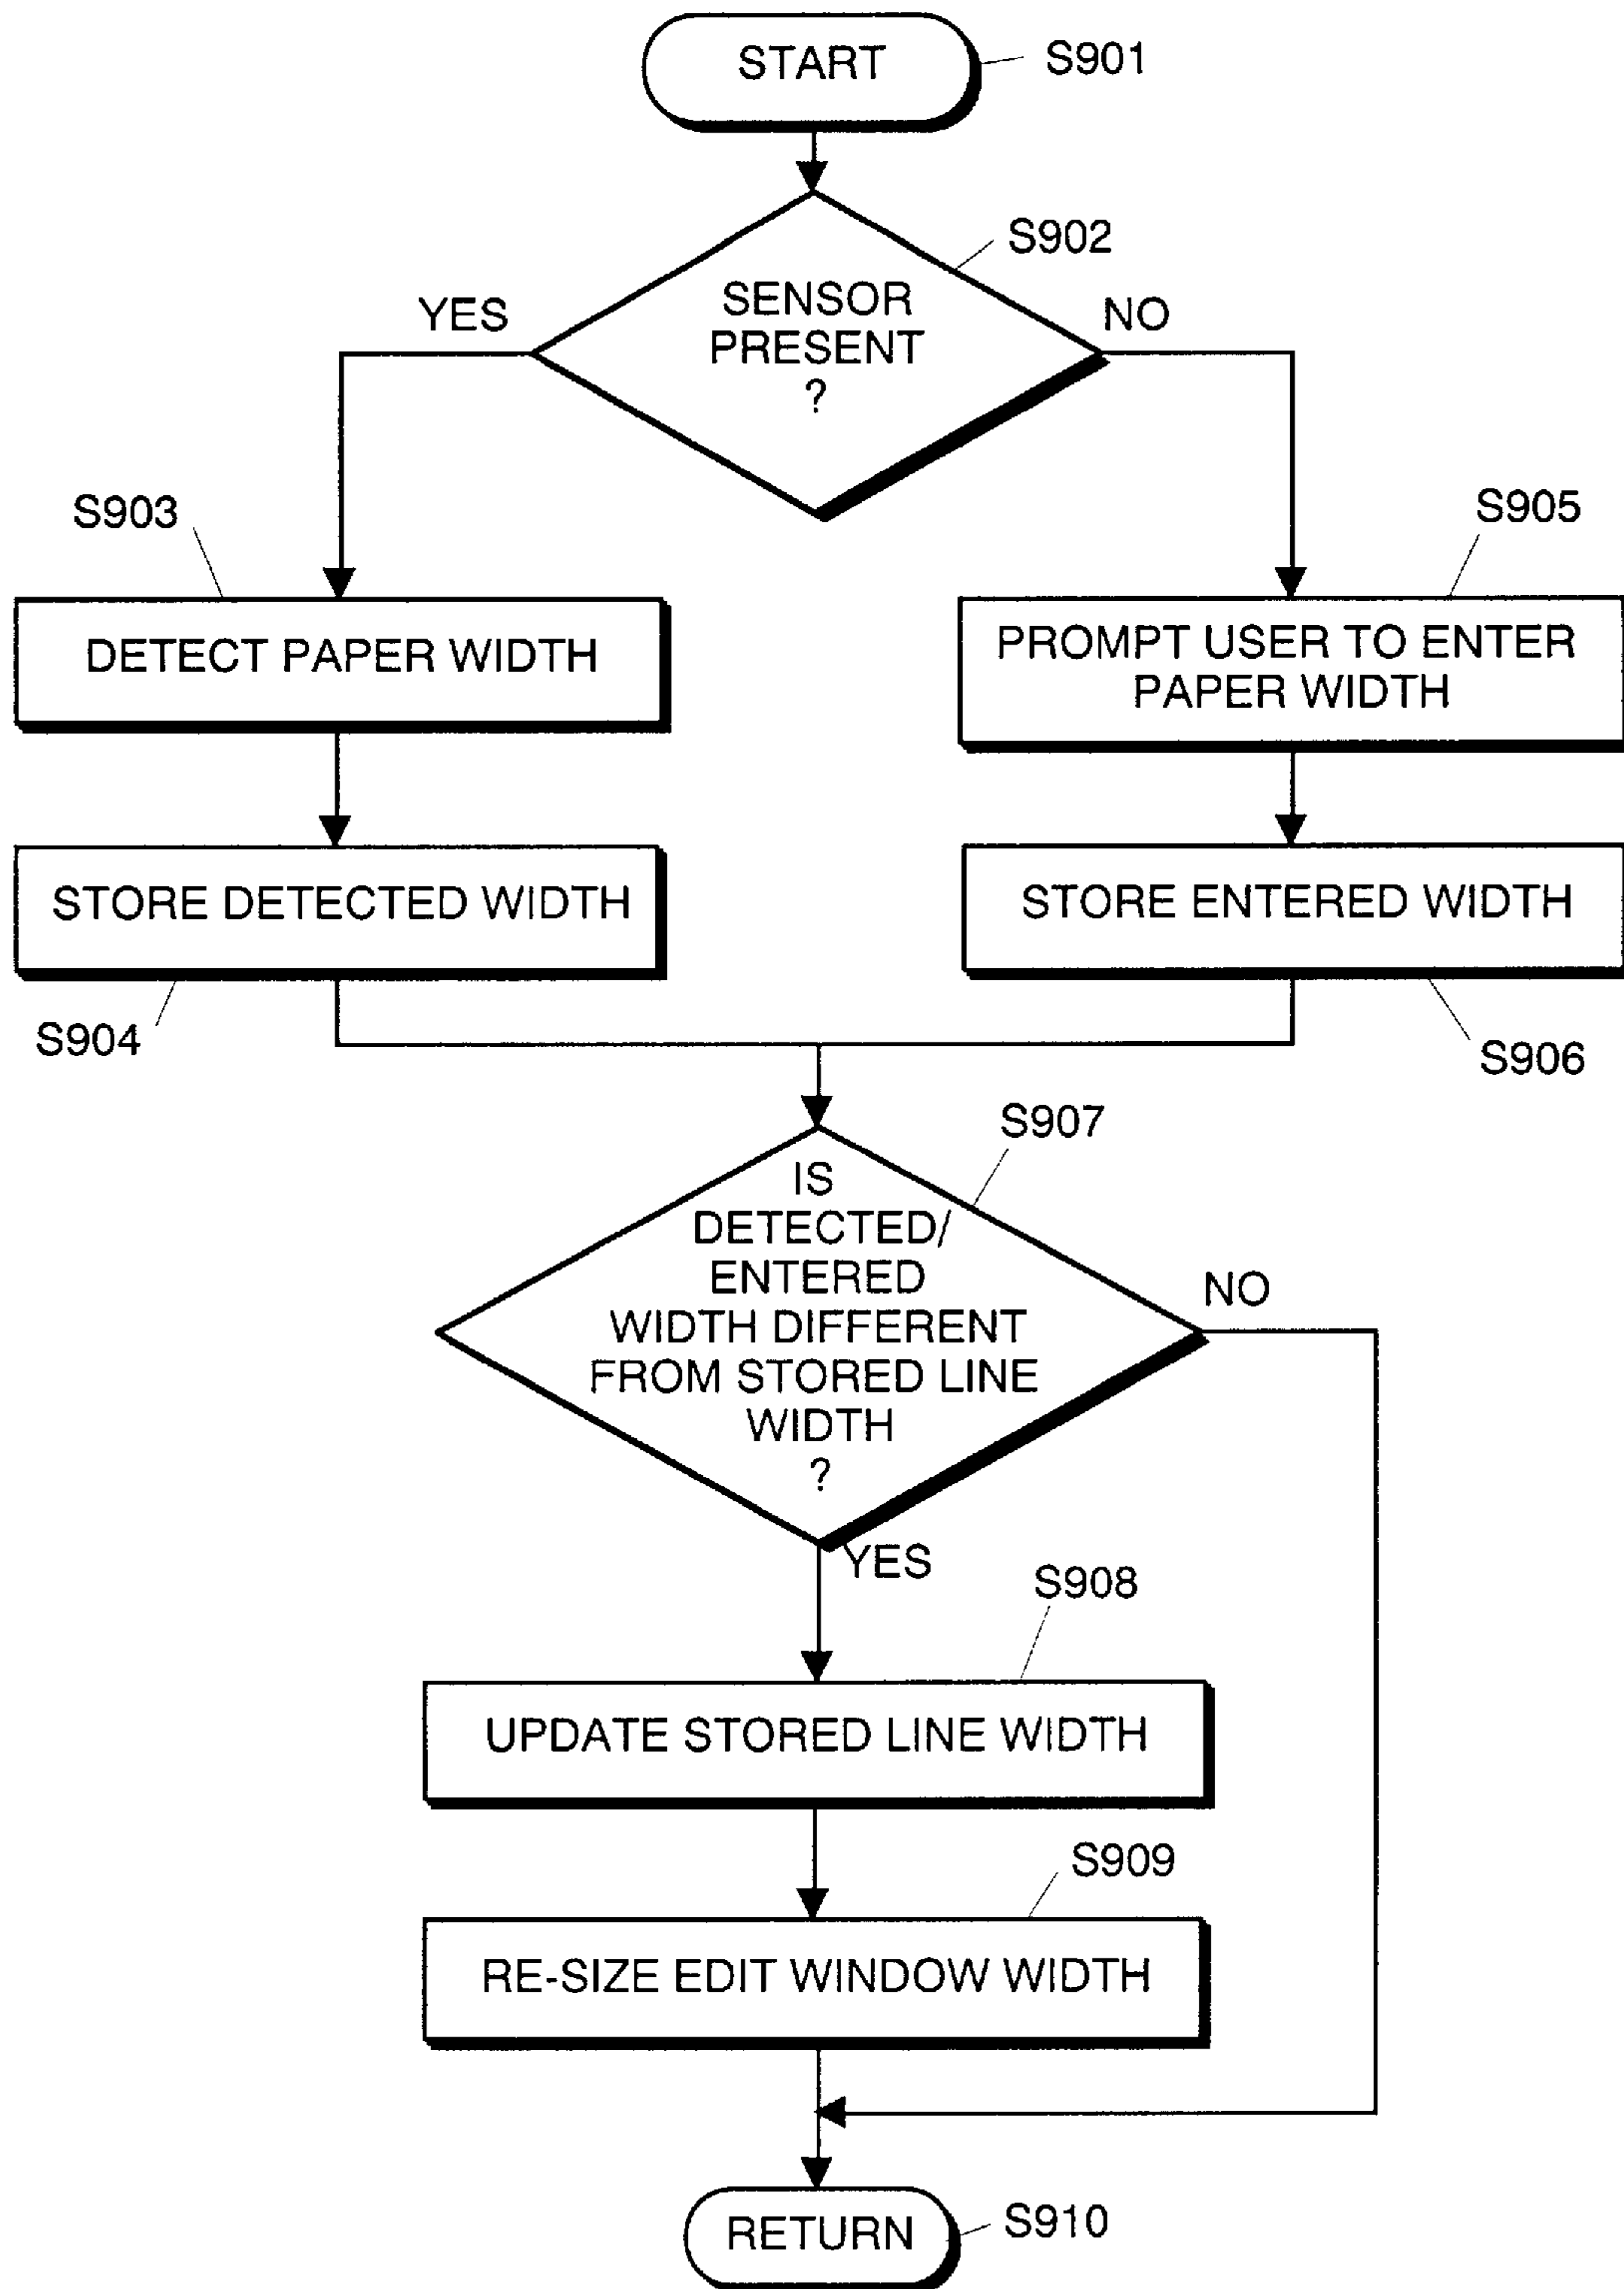 START
S901
S902
SENSOR
PRESENT
?
YES
NO
S903
S905
DETECT PAPER WIDTH
PROMPT USER TO ENTER
PAPER WIDTH
STORE DETECTED WIDTH
STORE ENTERED WIDTH
S904
S906
S907
IS
DETECTED/
ENTERED
WIDTH DIFFERENT
FROM STORED LINE
WIDTH
?
NO
YES
S908
UPDATE STORED LINE WIDTH
S909
RE-SIZE EDIT WINDOW WIDTH
RETURN
S910